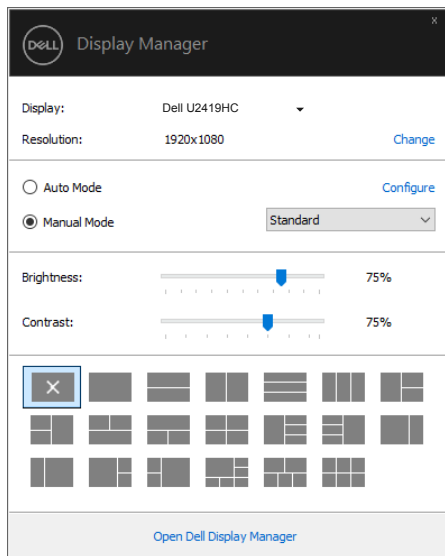 x
DELL Display Manager
Display: Dell U2419HC
Resolution: 1920x1080 Change
Auto Mode Configure
Manual Mode Standard
Brightness: 75%
Contrast: 75%
Open Dell Display Manager